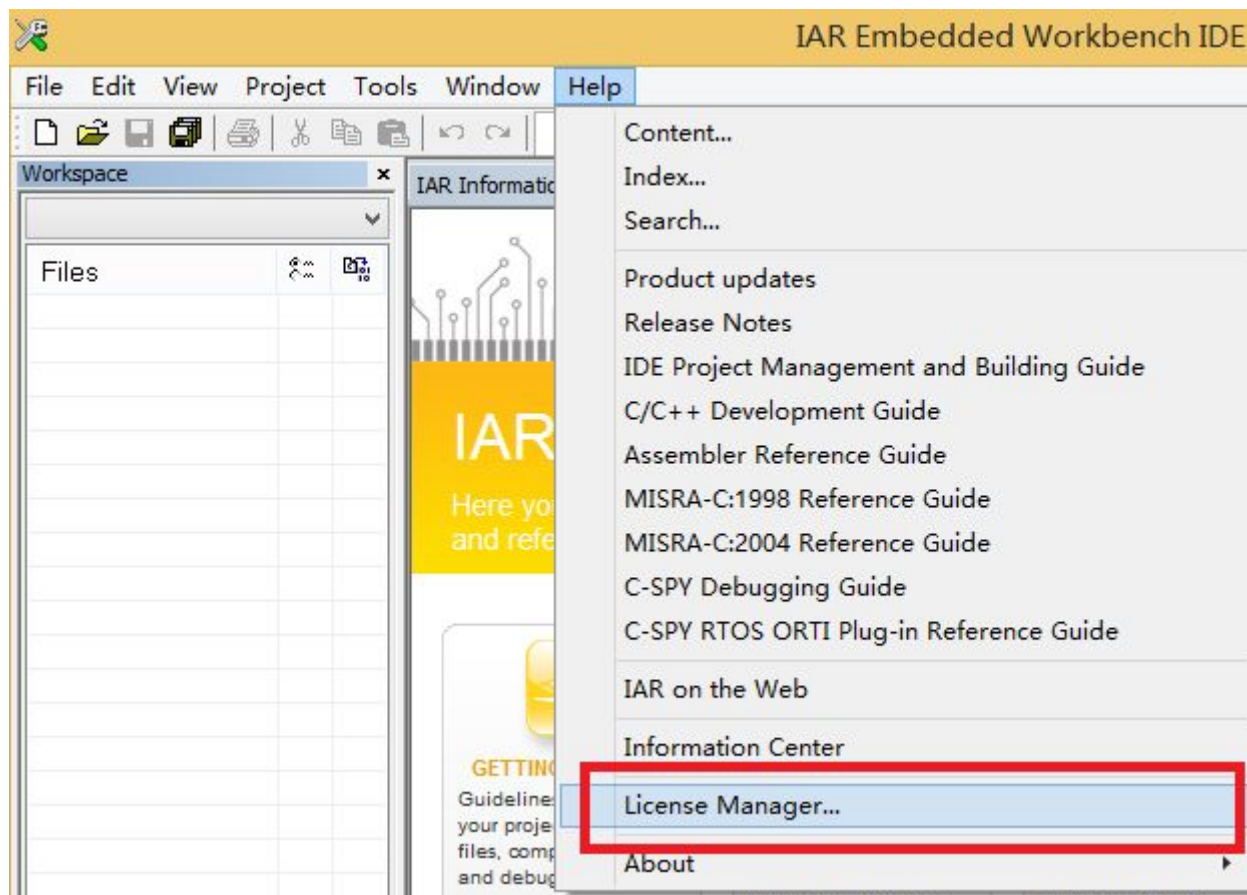 IAR Embedded Workbench IDE
File Edit View Project Tools Window Help
Workspace
IAR Informatic
Files
IAR
Here yo
and refe
GETTING
Guideline
your proje
files, comp
and debug
Content...
Index...
Search...
Product updates
Release Notes
IDE Project Management and Building Guide
C/C++ Development Guide
Assembler Reference Guide
MISRA-C:1998 Reference Guide
MISRA-C:2004 Reference Guide
C-SPY Debugging Guide
C-SPY RTOS ORTI Plug-in Reference Guide
IAR on the Web
Information Center
License Manager...
About